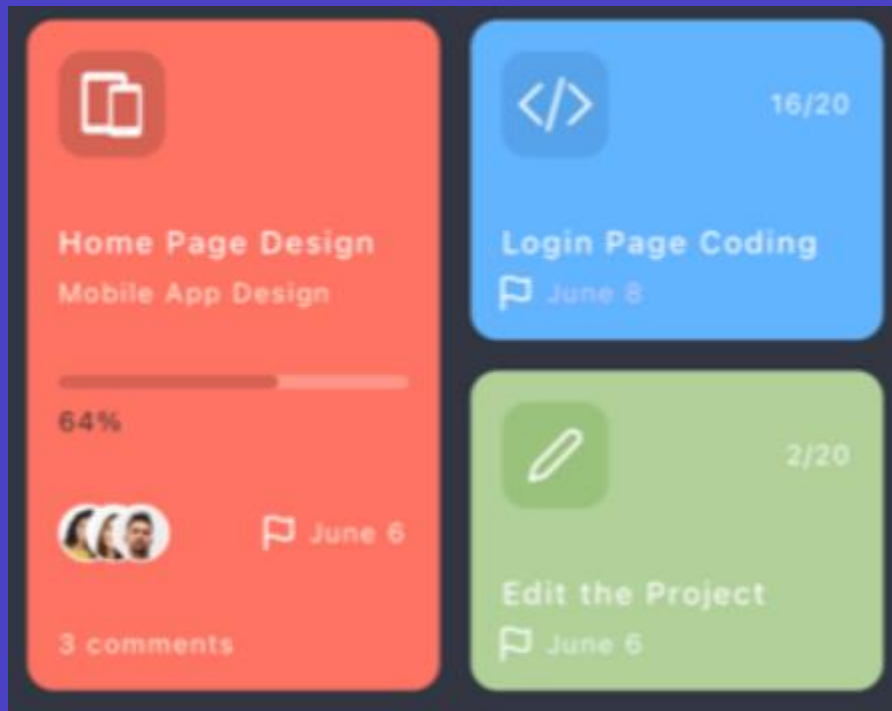 Home Page Design
Mobile App Design
64%
June 6
3 comments
16/20
Login Page Coding
June 8
2/20
Edit the Project
June 6